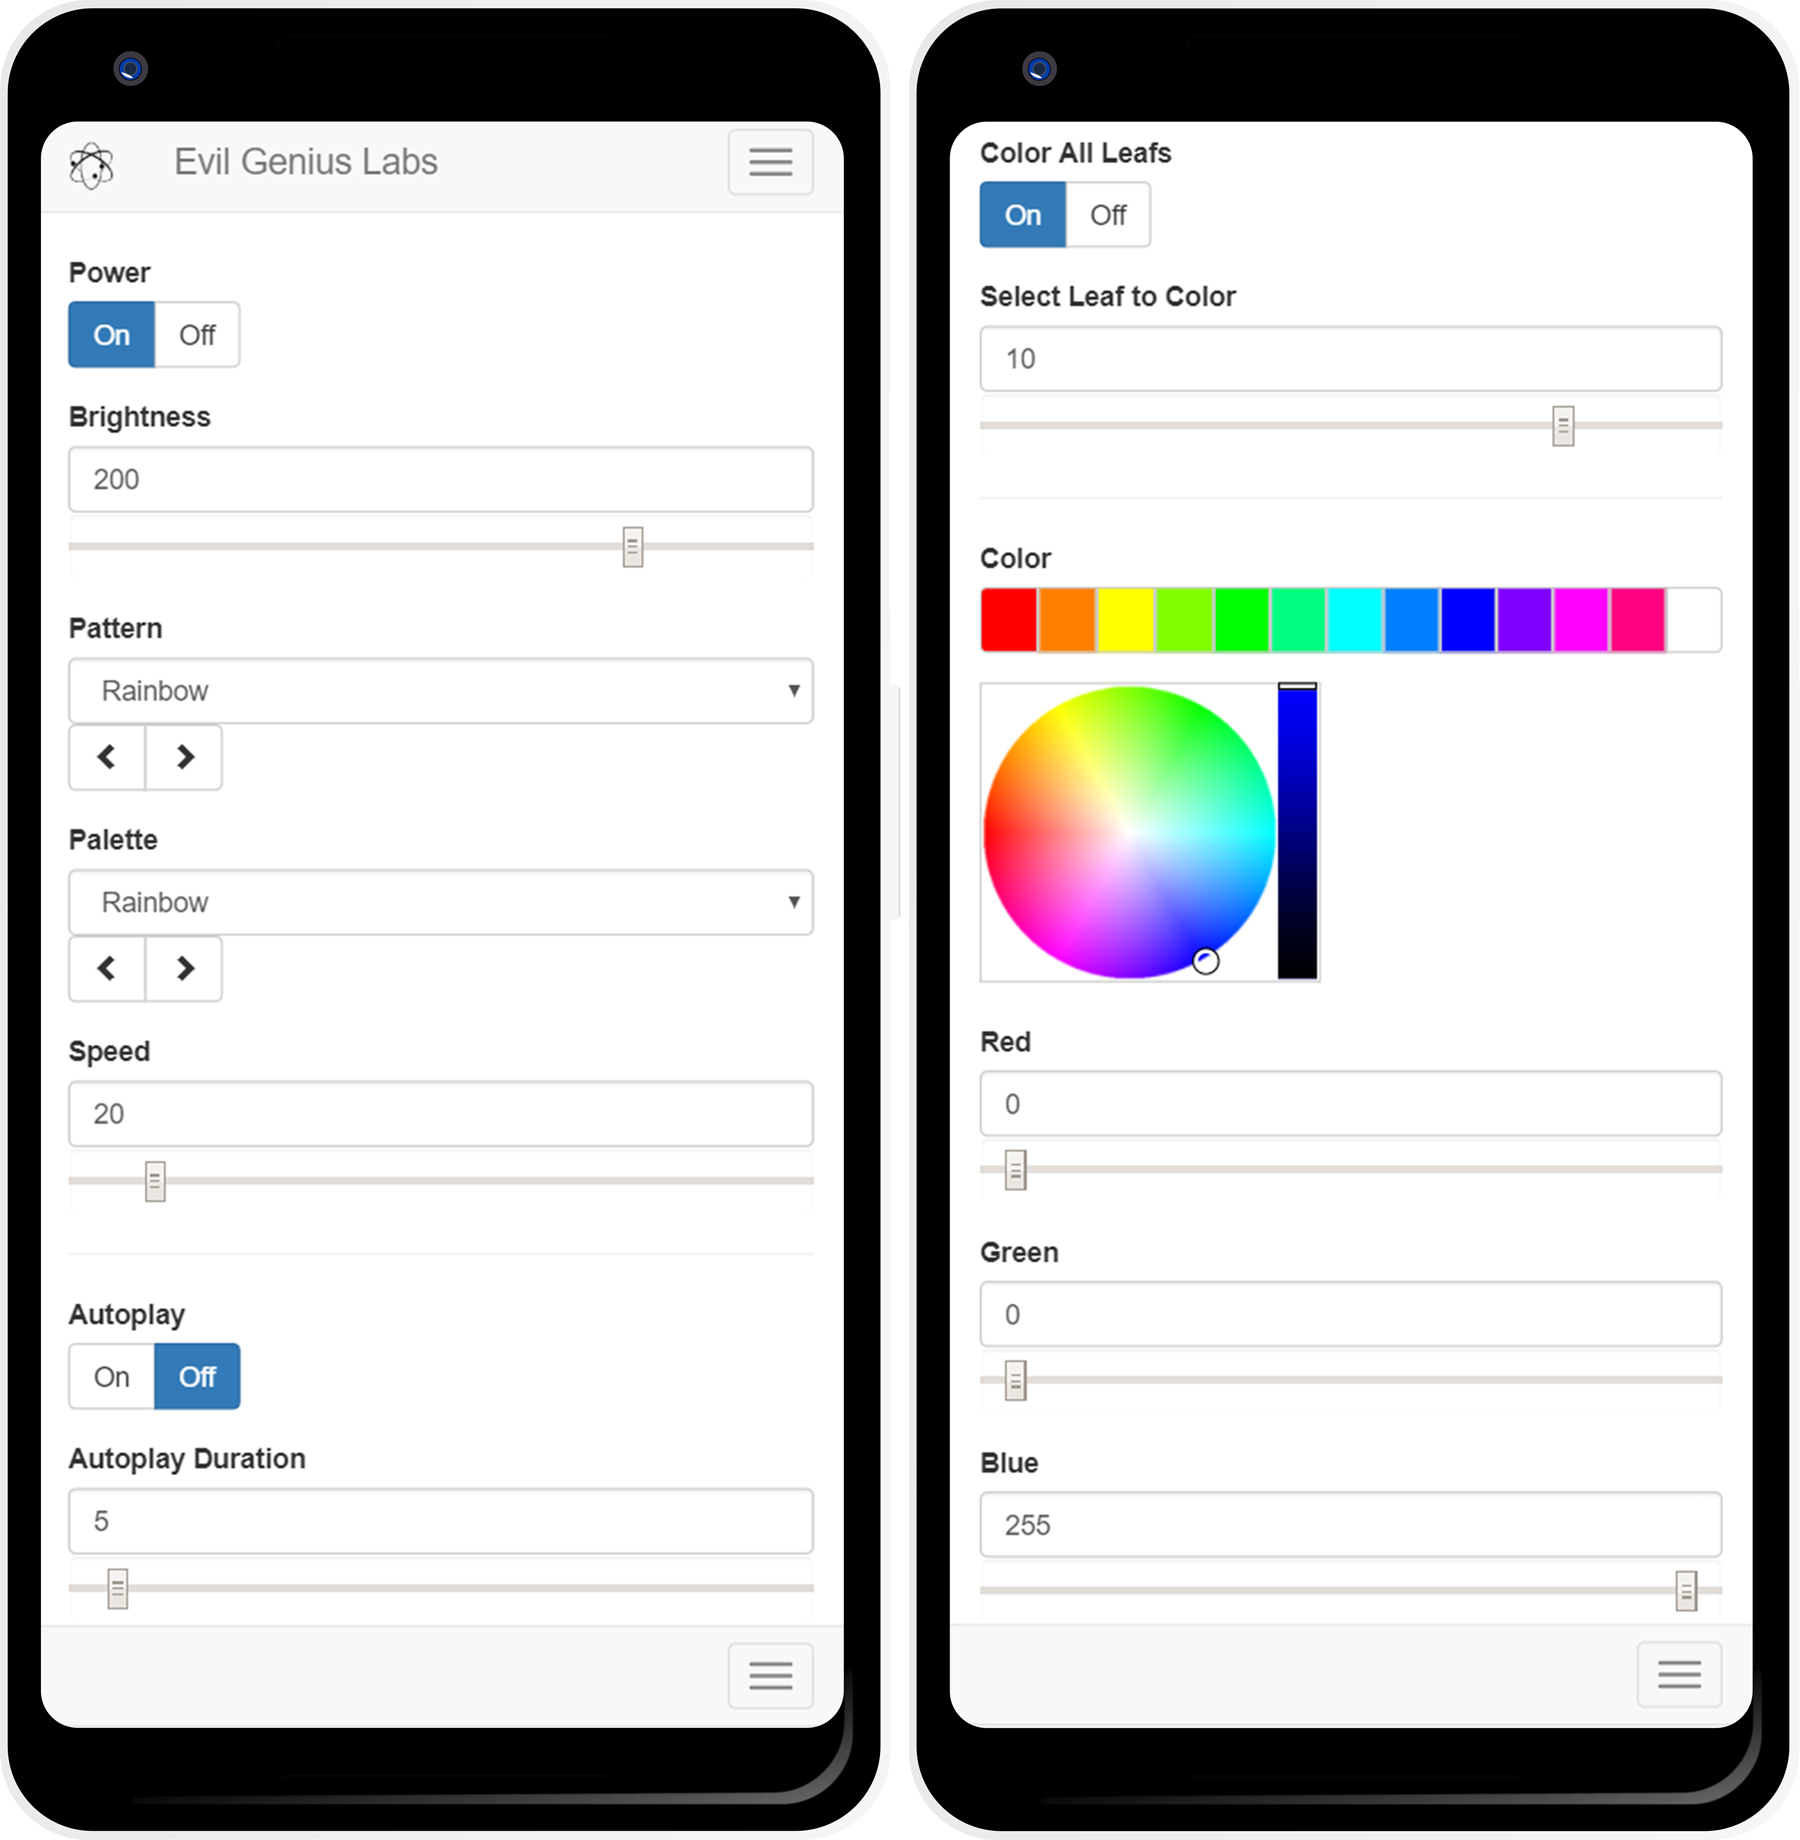 Evil Genius Labs
Power
On Off
Brightness
200
Pattern
Rainbow
Palette
Rainbow
Speed
20
Autoplay
On Off
Autoplay Duration
5
Color All Leafs
On Off
Select Leaf to Color
10
Color
Red
0
Green
0
Blue
255